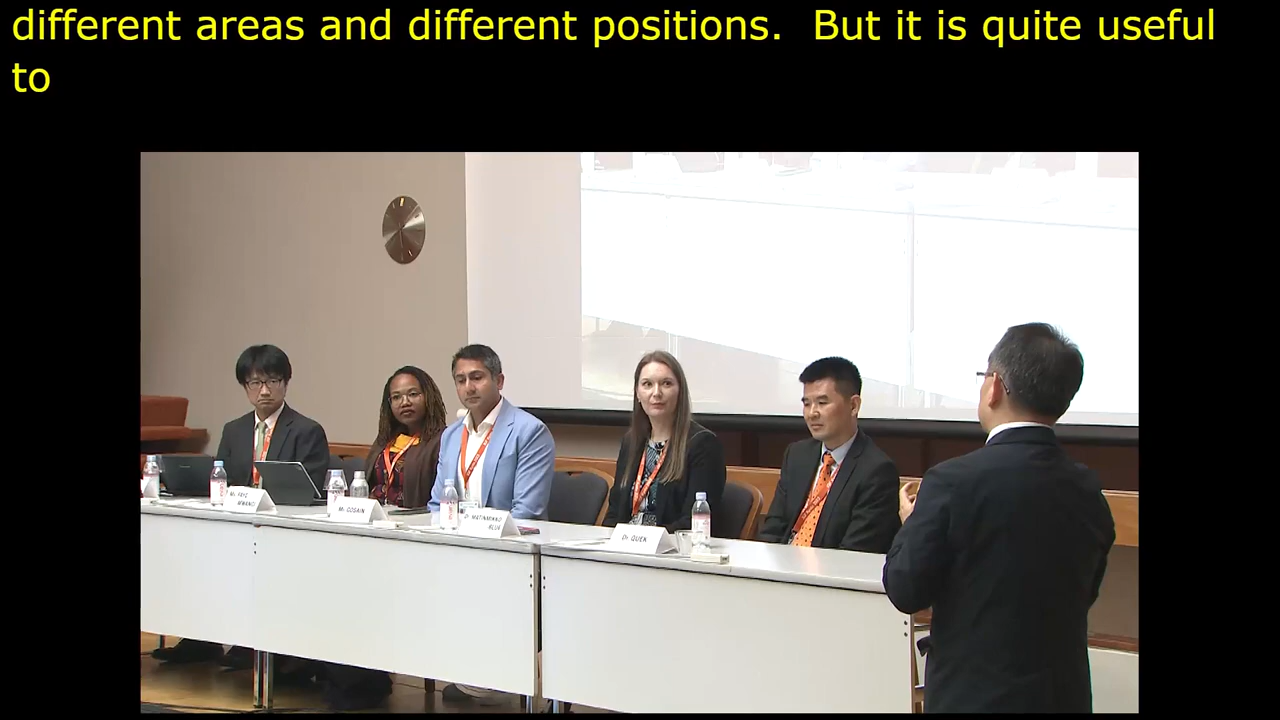 different areas and different positions.  But it is quite useful
to
Mr. GOSAIN
Dr. QUEK